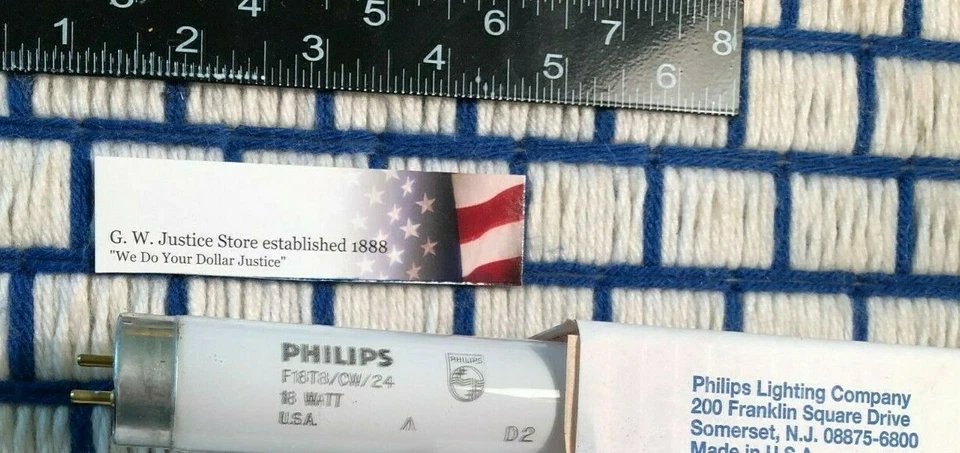 3 4 5 6 7 8
1 2 3 4 5 6
G. W. Justice Store established 1888
"We Do Your Dollar Justice"
PHILIPS
F18T8/CW/24
18 WATT
U.S.A.
D2
PHILIPS
Philips Lighting Company
200 Franklin Square Drive
Somerset, N.J. 08875-6800
Made in U.S.A.